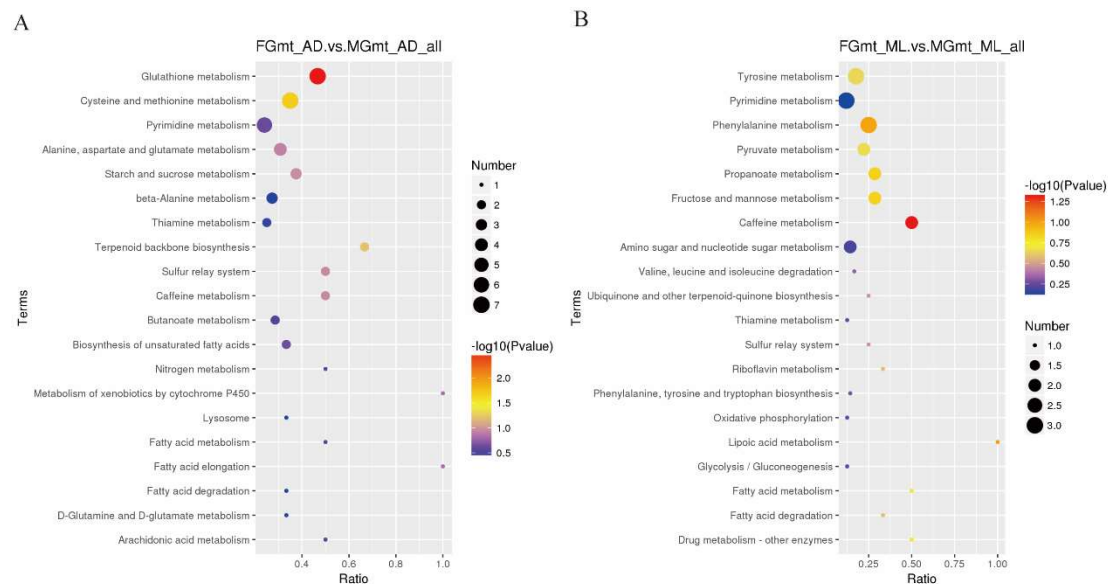 A
FGmt_AD.vs.MGmt_AD_all
Glutathione metabolism
Cysteine and methionine metabolism
Pyrimidine metabolism
Alanine, aspartate and glutamate metabolism
Starch and sucrose metabolism
beta-Alanine metabolism
Thiamine metabolism
Terpenoid backbone biosynthesis
Sulfur relay system
Caffeine metabolism
Butanoate metabolism
Biosynthesis of unsaturated fatty acids
Nitrogen metabolism
Metabolism of xenobiotics by cytochrome P450
Lysosome
Fatty acid metabolism
Fatty acid elongation
Fatty acid degradation
D-Glutamine and D-glutamate metabolism
Arachidonic acid metabolism
Terms
0.4 0.6 0.8 1.0
Ratio
Number
1
2
3
4
5
6
7
-log10(Pvalue)
2.0
1.5
1.0
0.5
B
FGmt_ML.vs.MGmt_ML_all
Tyrosine metabolism
Pyrimidine metabolism
Phenylalanine metabolism
Pyruvate metabolism
Propanoate metabolism
Fructose and mannose metabolism
Caffeine metabolism
Amino sugar and nucleotide sugar metabolism
Valine, leucine and isoleucine degradation
Ubiquinone and other terpenoid-quinone biosynthesis
Thiamine metabolism
Sulfur relay system
Riboflavin metabolism
Phenylalanine, tyrosine and tryptophan biosynthesis
Oxidative phosphorylation
Lipoic acid metabolism
Glycolysis / Gluconeogenesis
Fatty acid metabolism
Fatty acid degradation
Drug metabolism - other enzymes
Terms
0.25 0.50 0.75 1.00
Ratio
-log10(Pvalue)
1.25
1.00
0.75
0.50
0.25
Number
1.0
1.5
2.0
2.5
3.0